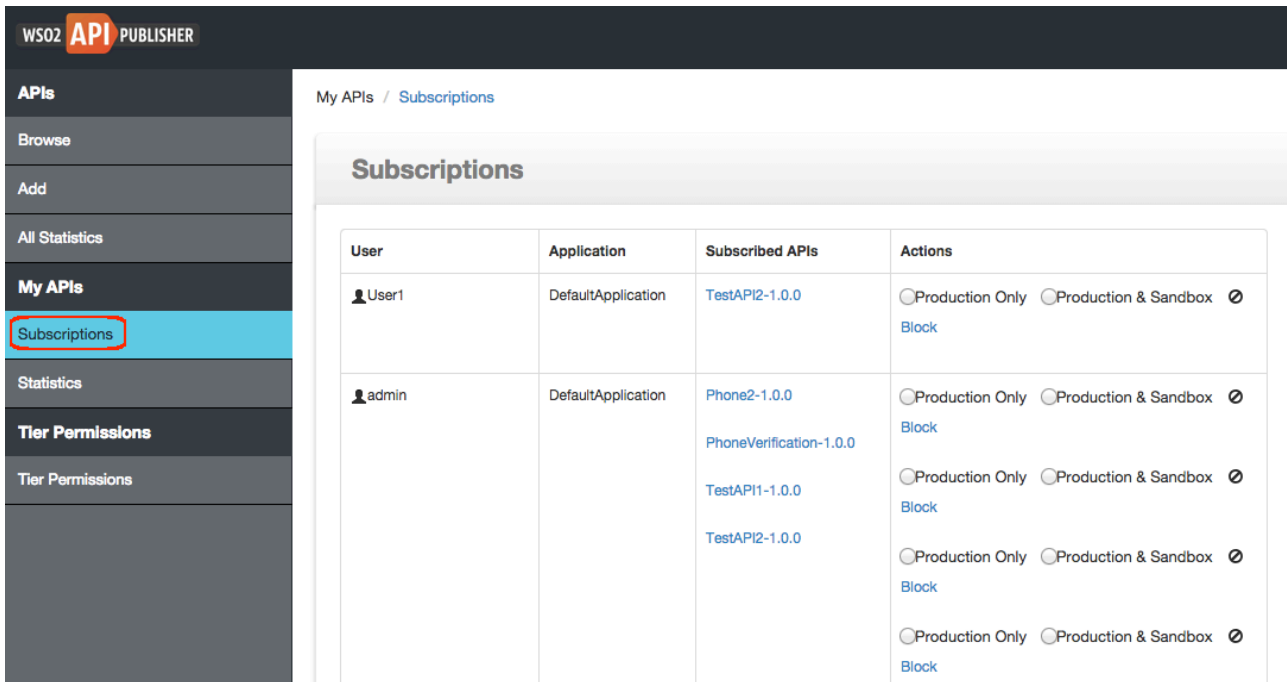 WSO2 API PUBLISHER
APIs
Browse
Add
All Statistics
My APIs
Subscriptions
Statistics
Tier Permissions
Tier Permissions
My APIs / Subscriptions
Subscriptions
User Application Subscribed APIs Actions
User1 DefaultApplication TestAPI2-1.0.0 Production Only Production & Sandbox
Block
admin DefaultApplication Phone2-1.0.0 Production Only Production & Sandbox
Block
PhoneVerification-1.0.0
Production Only Production & Sandbox
TestAPI1-1.0.0
Block
TestAPI2-1.0.0
Production Only Production & Sandbox
Block
Production Only Production & Sandbox
Block